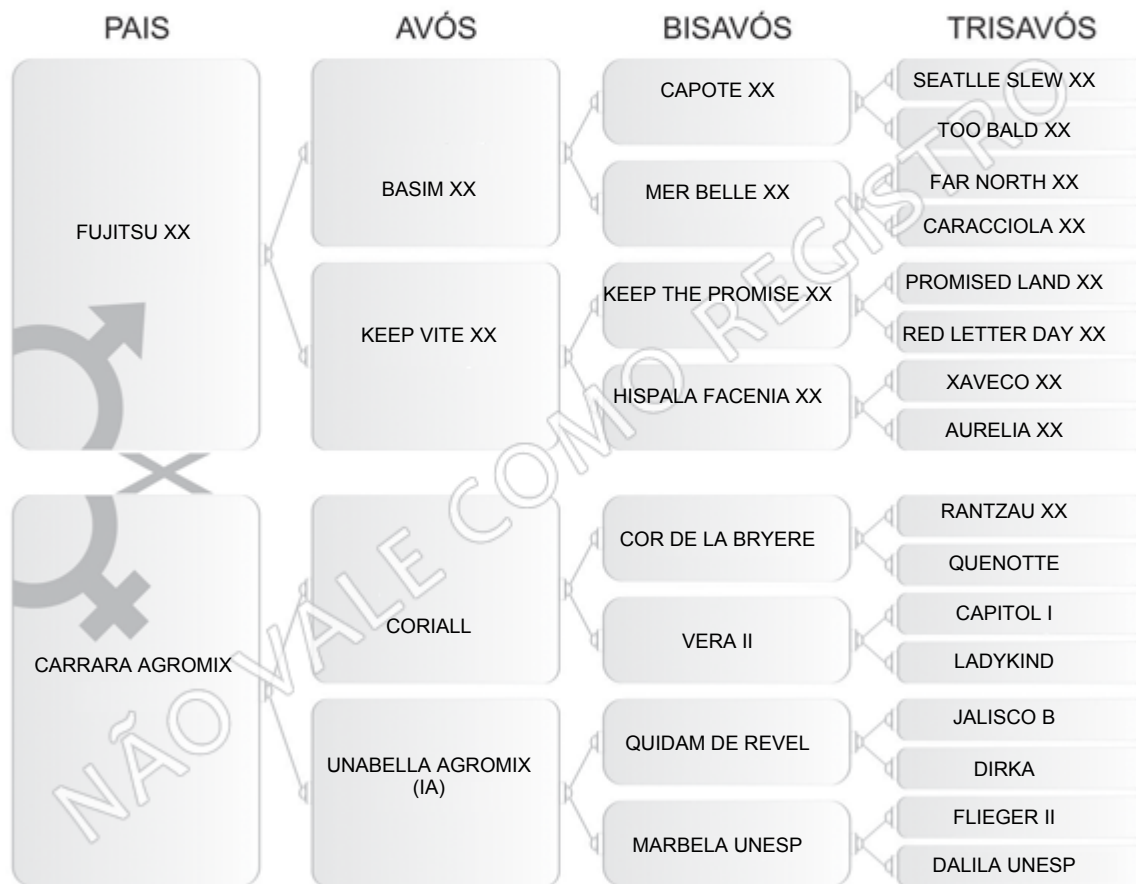 PAIS AVÓS BISAVÓS TRISAVÓS
FUJITSU XX
BASIM XX
KEEP VITE XX
CAPOTE XX
MER BELLE XX
KEEP THE PROMISE XX
HISPALA FACENIA XX
SEATLLE SLEW XX
TOO BALD XX
FAR NORTH XX
CARACCIOLA XX
PROMISED LAND XX
RED LETTER DAY XX
XAVECO XX
AURELIA XX
CARRARA AGROMIX
CORIALL
UNABELLA AGROMIX
(IA)
COR DE LA BRYERE
VERA II
QUIDAM DE REVEL
MARBELA UNESP
RANTZAU XX
QUENOTTE
CAPITOL I
LADYKIND
JALISCO B
DIRKA
FLIEGER II
DALILA UNESP
NÃO VALE COMO REGISTRO